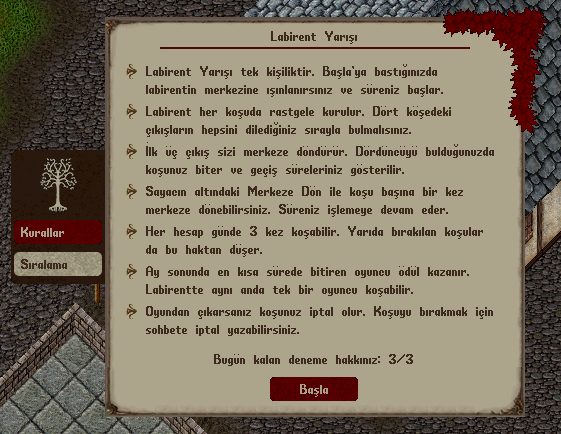 Labirent Yarışı
Labirent Yarışı tek kişiliktir. Başla'ya bastığınızda
labirentin merkezine ışınlanırsınız ve süreniz başlar.
Labirent her koşuda rastgele kurulur. Dört köşedeki
çıkışların hepsini dilediğiniz sırayla bulmalısınız.
İlk üç çıkış sizi merkeze döndürür. Dördüncüyü bulduğunuzda
koşunuz biter ve geçiş süreleriniz gösterilir.
Sayacın altındaki Merkeze Dön ile koşu başına bir kez
merkeze dönebilirsiniz. Süreniz işlemeye devam eder.
Kurallar
Her hesap günde 3 kez koşabilir. Yarıda bırakılan koşular
da bu haktan düşer.
Sıralama
Ay sonunda en kısa sürede bitiren oyuncu ödül kazanır.
Labirentte aynı anda tek bir oyuncu koşabilir.
Oyundan çıkarsanız koşunuz iptal olur. Koşuyu bırakmak için
sohbete iptal yazabilirsiniz.
Bugün kalan deneme hakkınız: 3/3
Başla